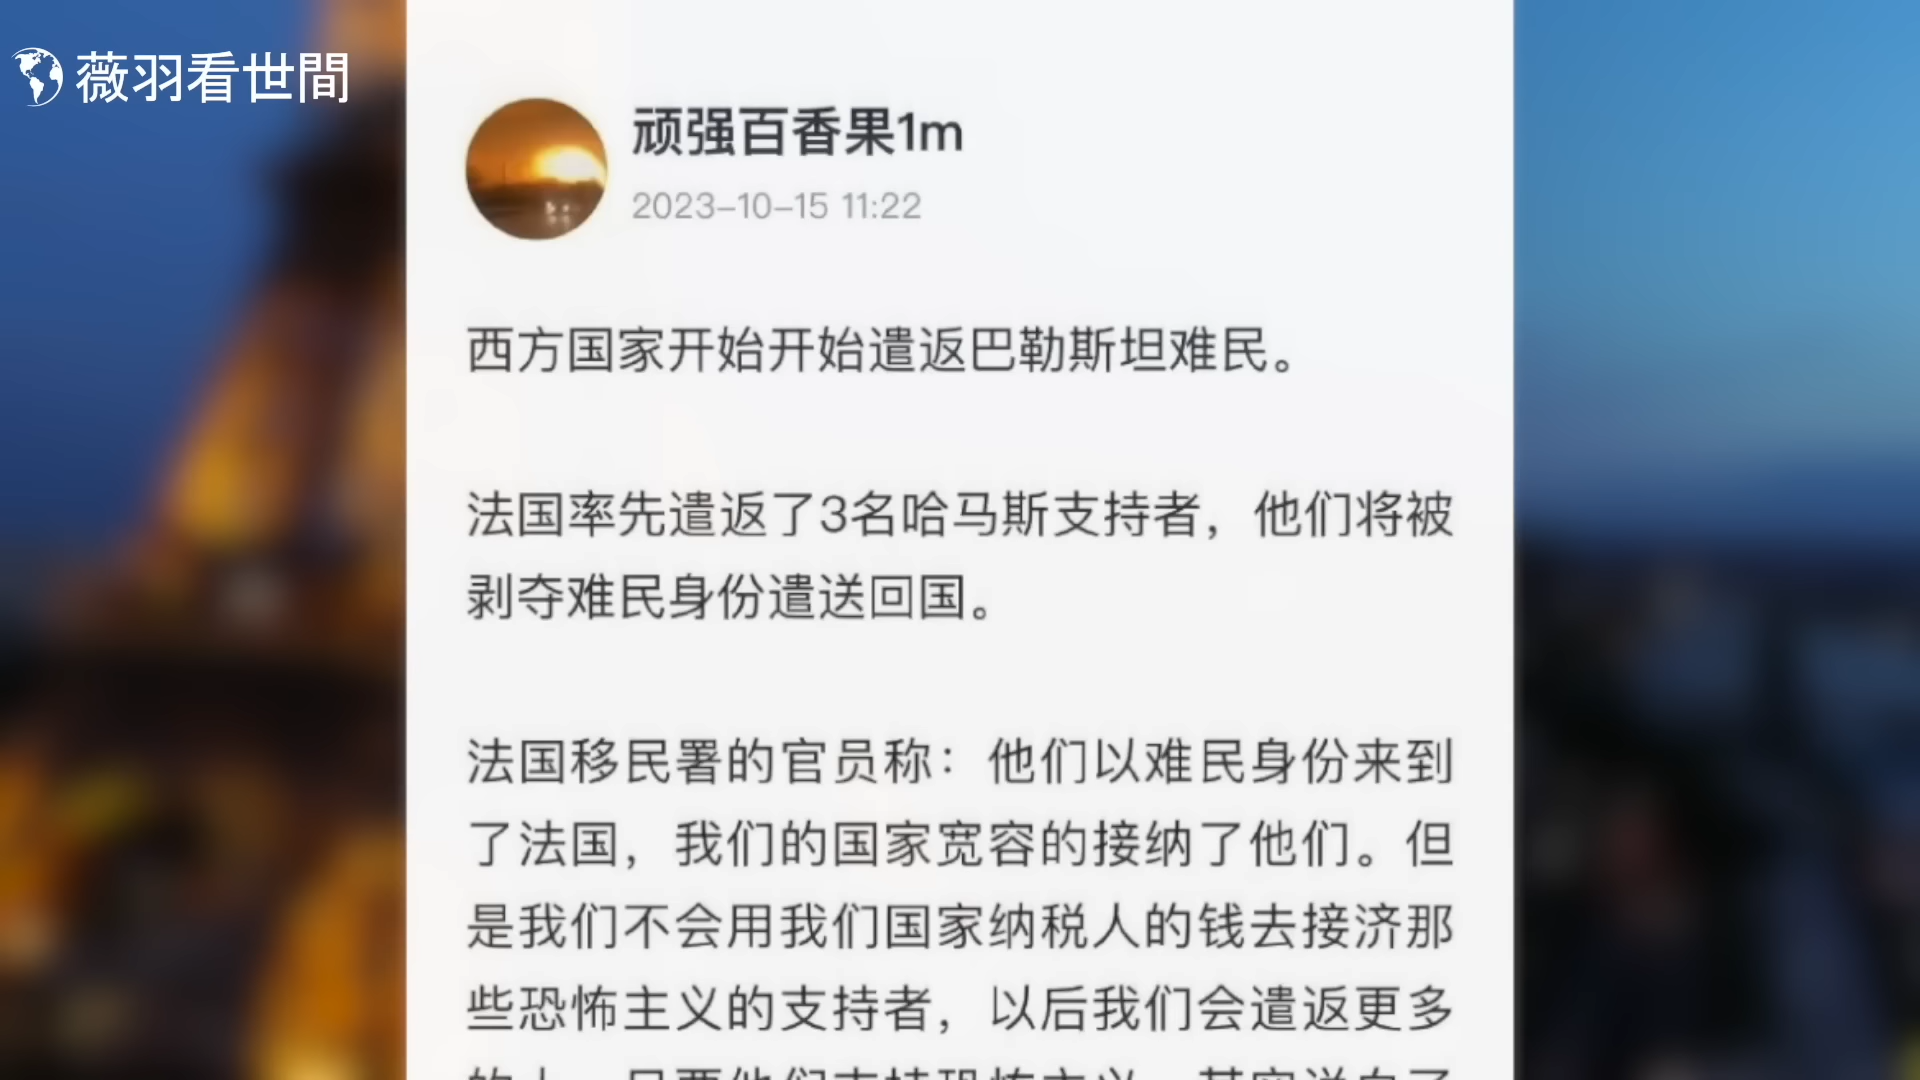 薇羽看世間
顽强百香果1m
2023-10-15 11:22
西方国家开始开始遣返巴勒斯坦难民。
法国率先遣返了3名哈马斯支持者，他们将被
剥夺难民身份遣送回国。
法国移民署的官员称：他们以难民身份来到
了法国，我们的国家宽容的接纳了他们。但
是我们不会用我们国家纳税人的钱去接济那
些恐怖主义的支持者，以后我们会遣返更多